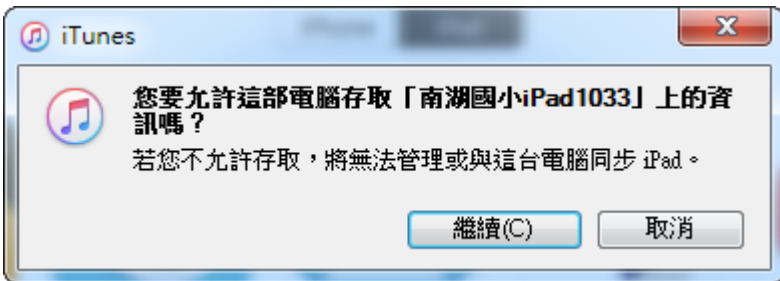 iTunes
您要允許這部電腦存取「南湖國小iPad1033」上的資
訊嗎？
若您不允許存取，將無法管理或與這台電腦同步 iPad。
繼續(C)
取消